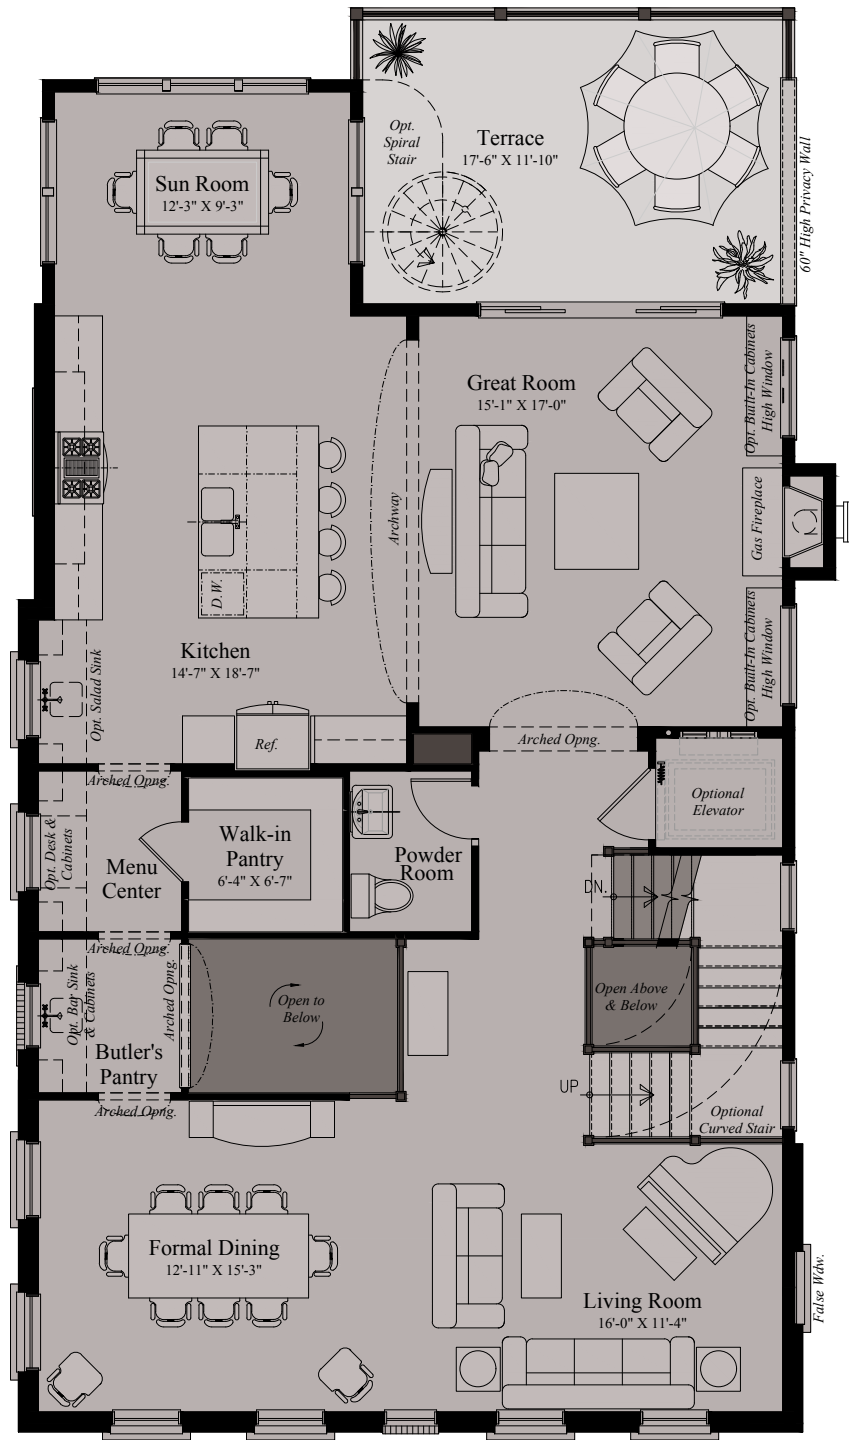 Opt.
Spiral
Stair
Terrace
17'-6" X 11'-10"
60" High Privacy Wall
Sun Room
12'-3" X 9'-3"
Great Room
15'-1" X 17'-0"
Opt. Built-In Cabinets
High Window
Archway
Gas Fireplace
D.W.
Kitchen
14'-7" X 18'-7"
Opt. Salad Sink
Opt. Built-In Cabinets
High Window
Ref.
Arched Opng.
Arched Opng.
Optional
Elevator
Opt. Desk &
Cabinets
Menu
Center
Walk-in
Pantry
6'-4" X 6'-7"
Powder
Room
DN.
Arched Opng.
Opt. Bar Sink
& Cabinets
Arched Opng.
Open to
Below
Open Above
& Below
Butler's
Pantry
UP
Arched Opng.
Optional
Curved Stair
Formal Dining
12'-11" X 15'-3"
Living Room
16'-0" X 11'-4"
False Wdw.